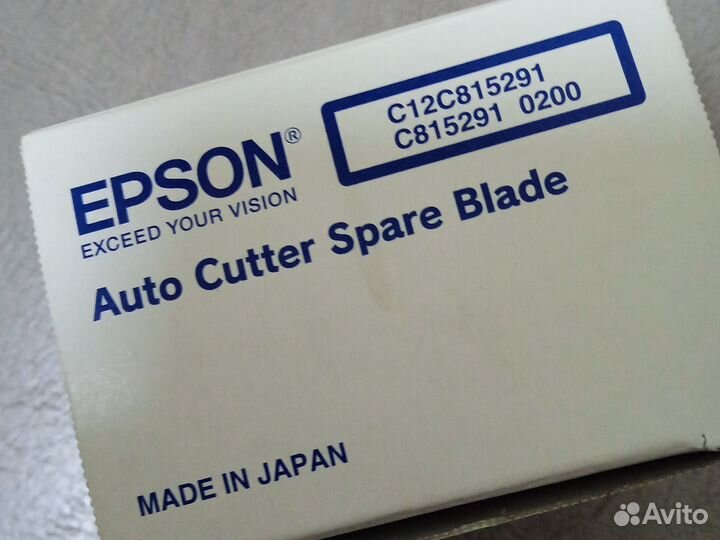 C12C815291
C815291 0200
EPSON®
EXCEED YOUR VISION
Auto Cutter Spare Blade
MADE IN JAPAN
Avito